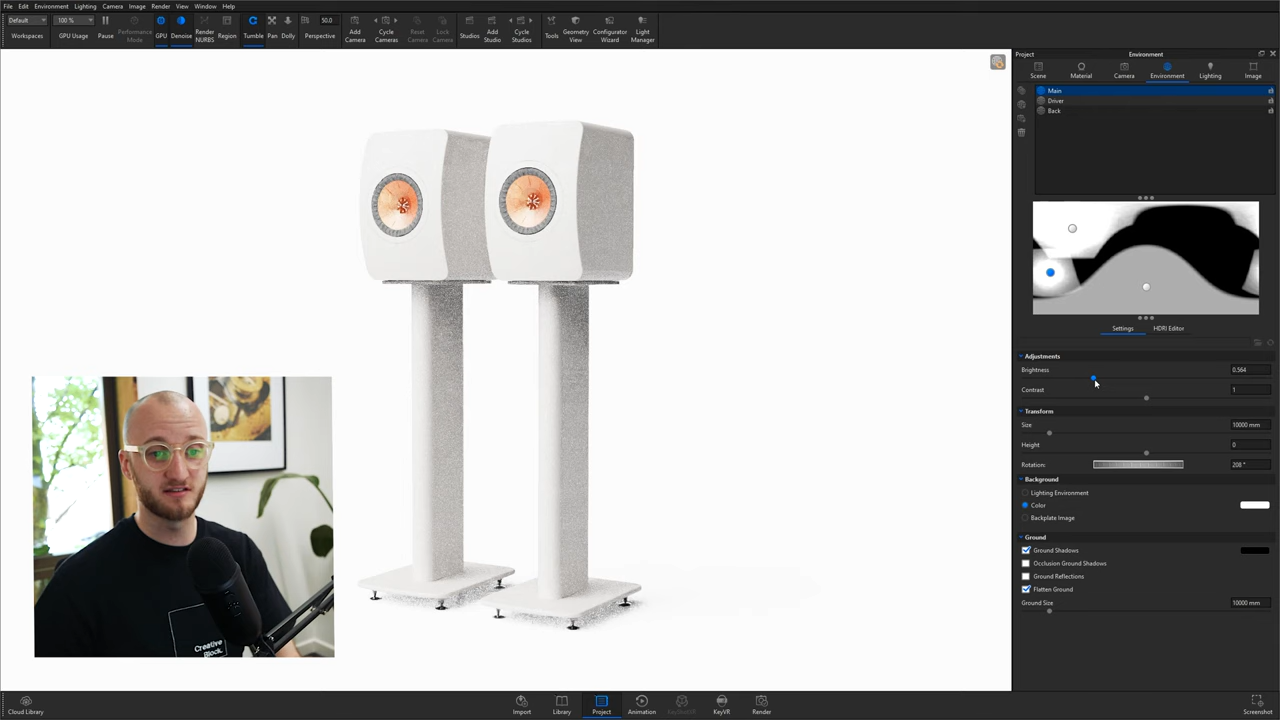 File Edit Environment Lighting Camera Image Render View Window Help
Default 100 % 50.0
Workspaces GPU Usage Pause Performance Mode GPU Denoise Render NURBS Region Tumble Pan Dolly Perspective Add Camera Cycle Cameras Reset Camera Lock Camera Studios Add Studio Cycle Studios Tools Geometry View Configurator Wizard Light Manager
Project Environment
Scene Material Camera Environment Lighting Image
Main
Driver
Back
Settings HDRI Editor
Adjustments
Brightness 0.564
Contrast 1
Transform
Size 10000 mm
Height 0
Rotation: 208 °
Background
Lighting Environment
Color
Backplate Image
Ground
Ground Shadows
Occlusion Ground Shadows
Ground Reflections
Flatten Ground
Ground Size 10000 mm
Creative
Block.
Cloud Library Import Library Project Animation KeyShotXR KeyVR Render Screenshot